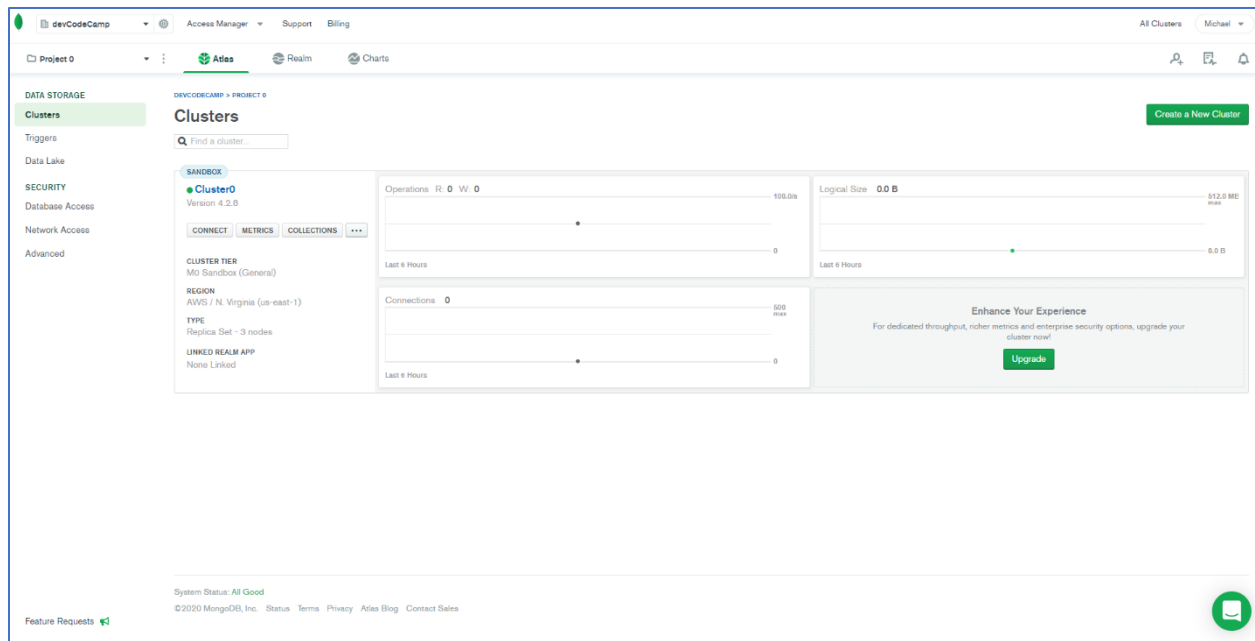 devCodeCamp Access Manager Support Billing All Clusters Michael
Project 0 Atlas Realm Charts
DATA STORAGE
Clusters
Triggers
Data Lake
SECURITY
Database Access
Network Access
Advanced
DEVCODECAMP > PROJECT 0
Clusters
Create a New Cluster
Find a cluster...
SANDBOX
Cluster0
Version 4.2.8
CONNECT METRICS COLLECTIONS ...
CLUSTER TIER
M0 Sandbox (General)
REGION
AWS / N. Virginia (us-east-1)
TYPE
Replica Set - 3 nodes
LINKED REALM APP
None Linked
Operations R: 0 W: 0
100.0/s
0
Last 6 Hours
Logical Size 0.0 B
512.0 MB
max
0.0 B
Last 6 Hours
Connections 0
500
max
0
Last 6 Hours
Enhance Your Experience
For dedicated throughput, richer metrics and enterprise security options, upgrade your
cluster now!
Upgrade
System Status: All Good
©2020 MongoDB, Inc. Status Terms Privacy Atlas Blog Contact Sales
Feature Requests